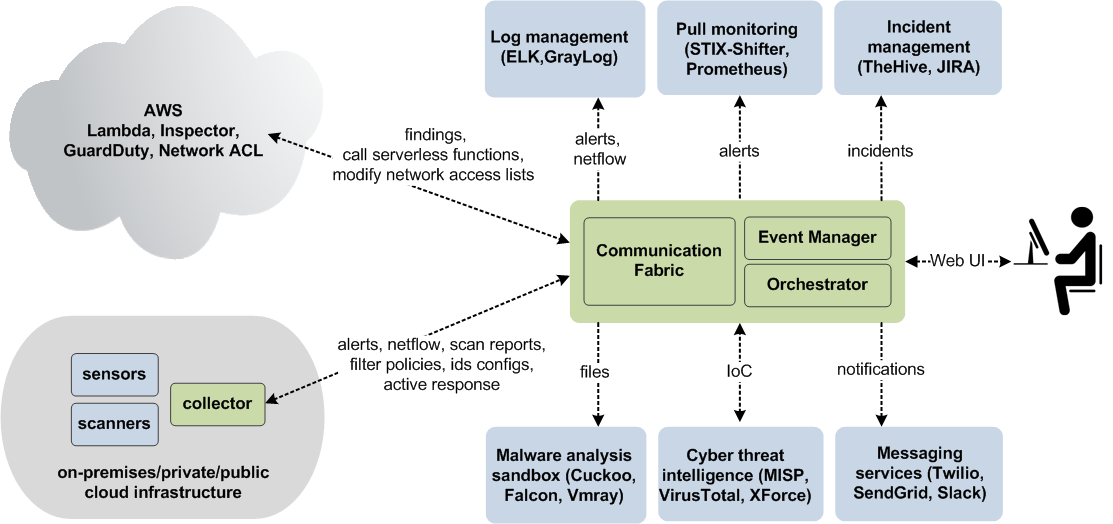 Log management
(ELK,GrayLog)
Pull monitoring
(STIX-Shifter,
Prometheus)
Incident
management
(TheHive, JIRA)
AWS
Lambda, Inspector,
GuardDuty, Network ACL
findings,
call serverless functions,
modify network access lists
alerts,
netflow
alerts
incidents
Communication
Fabric
Event Manager
Orchestrator
Web UI
alerts, netflow, scan reports,
filter policies, ids configs,
active response
files
IoC
notifications
sensors
scanners
collector
on-premises/private/public
cloud infrastructure
Malware analysis
sandbox (Cuckoo,
Falcon, Vmray)
Cyber threat
intelligence (MISP,
VirusTotal, XForce)
Messaging
services (Twilio,
SendGrid, Slack)